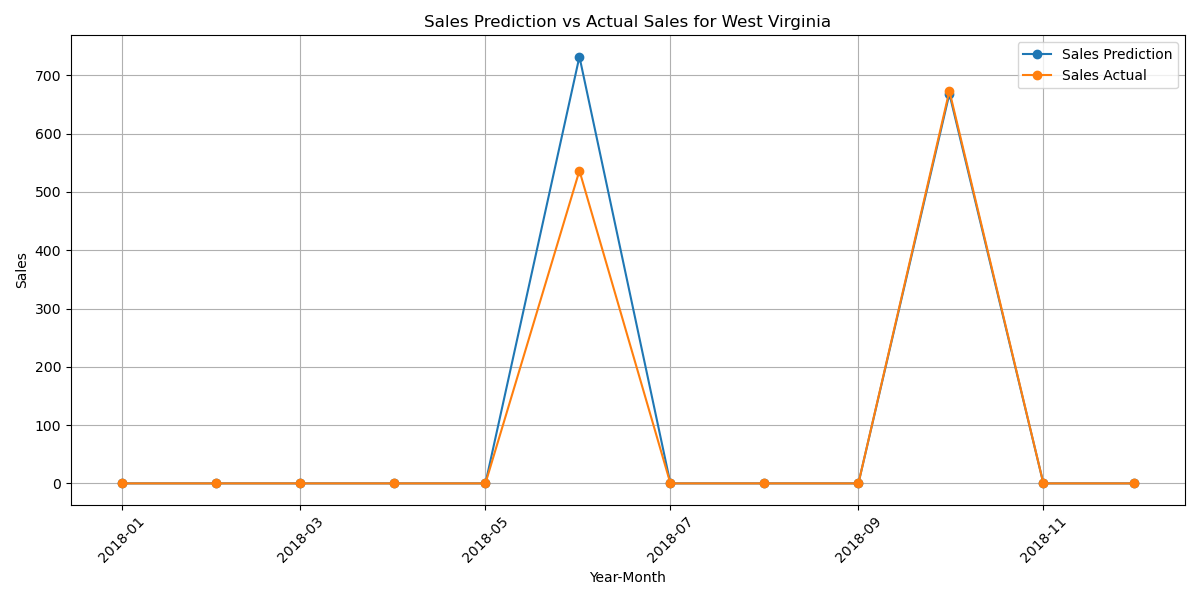 Sales Prediction vs Actual Sales for West Virginia
Sales Prediction
Sales Actual
Sales
700
600
500
400
300
200
100
0
2018-01
2018-03
2018-05
2018-07
2018-09
2018-11
Year-Month